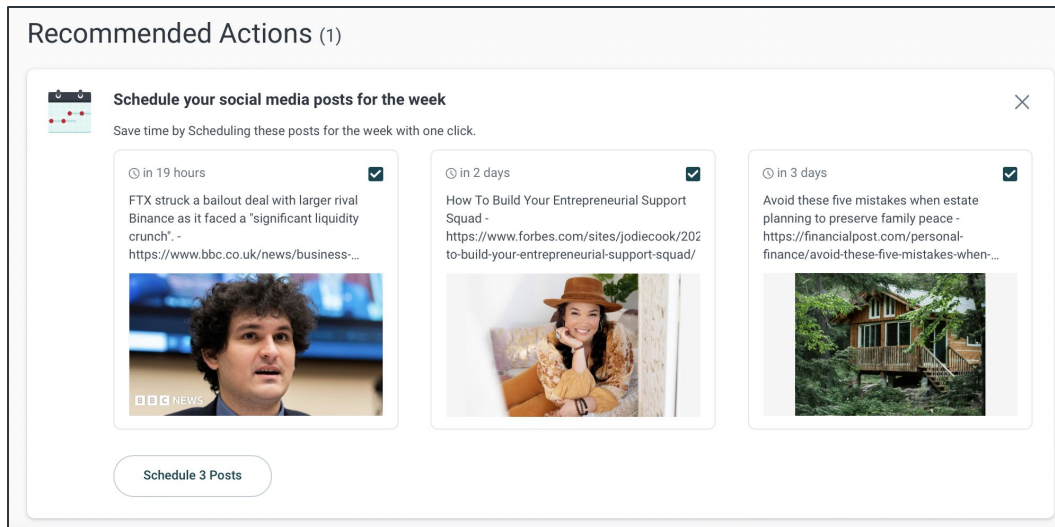 Recommended Actions (1)
Schedule your social media posts for the week
Save time by Scheduling these posts for the week with one click.
in 19 hours
FTX struck a bailout deal with larger rival
Binance as it faced a "significant liquidity
crunch". -
https://www.bbc.co.uk/news/business-...
BBC NEWS
in 2 days
How To Build Your Entrepreneurial Support
Squad -
https://www.forbes.com/sites/jodiecook/202
to-build-your-entrepreneurial-support-squad/
in 3 days
Avoid these five mistakes when estate
planning to preserve family peace -
https://financialpost.com/personal-
finance/avoid-these-five-mistakes-when-...
Schedule 3 Posts